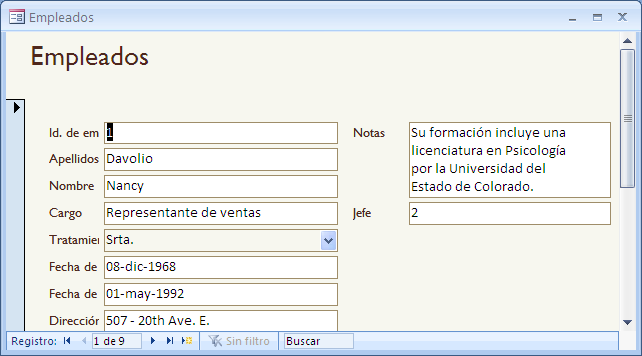 Empleados
Empleados
Id. de em 1
Apellidos Davolio
Nombre Nancy
Cargo Representante de ventas
Tratamier Srta.
Fecha de 08-dic-1968
Fecha de 01-may-1992
Dirección 507 - 20th Ave. E.
Notas Su formación incluye una
licenciatura en Psicología
por la Universidad del
Estado de Colorado.
Jefe 2
Registro: 1 de 9 Sin filtro Buscar